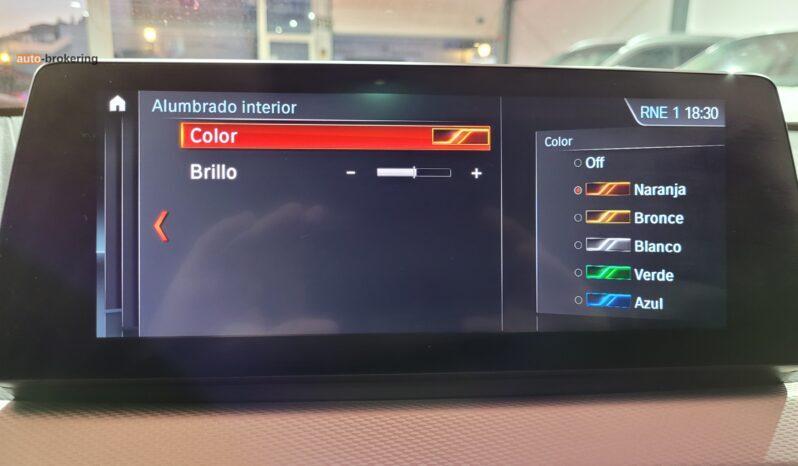 auto-brokering
Alumbrado interior
RNE 1 18:30
Color
Brillo
- +
Color
Off
Naranja
Bronce
Blanco
Verde
Azul